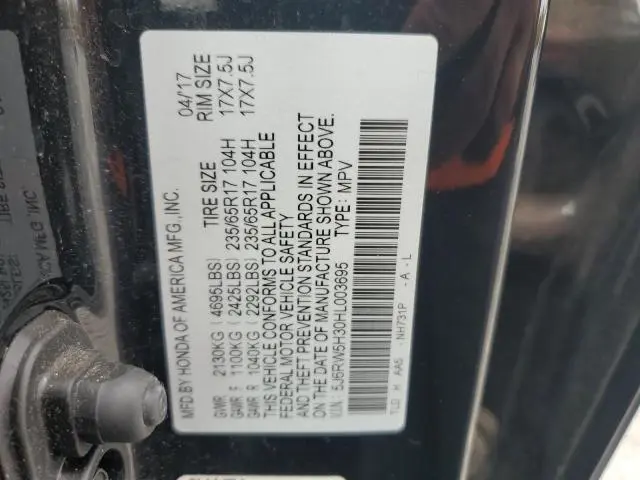 MFD.BY HONDA OF AMERICA MFG.,INC. 04/17
TIRE SIZE RIM SIZE
GVWR 2130KG (4695LBS)
GAWR F 1100KG (2426LBS) 235/65R17 104H 17X7.5J
GAWR R 1040KG (2292LBS) 235/65R17 104H 17X7.5J
THIS VEHICLE CONFORMS TO ALL APPLICABLE
FEDERAL MOTOR VEHICLE SAFETY
AND THEFT PREVENTION STANDARDS IN EFFECT
ON THE DATE OF MANUFACTURE SHOWN ABOVE.
V.I.N.: 5J6RW5H30HL003695 TYPE: MPV
NH731P - A - L